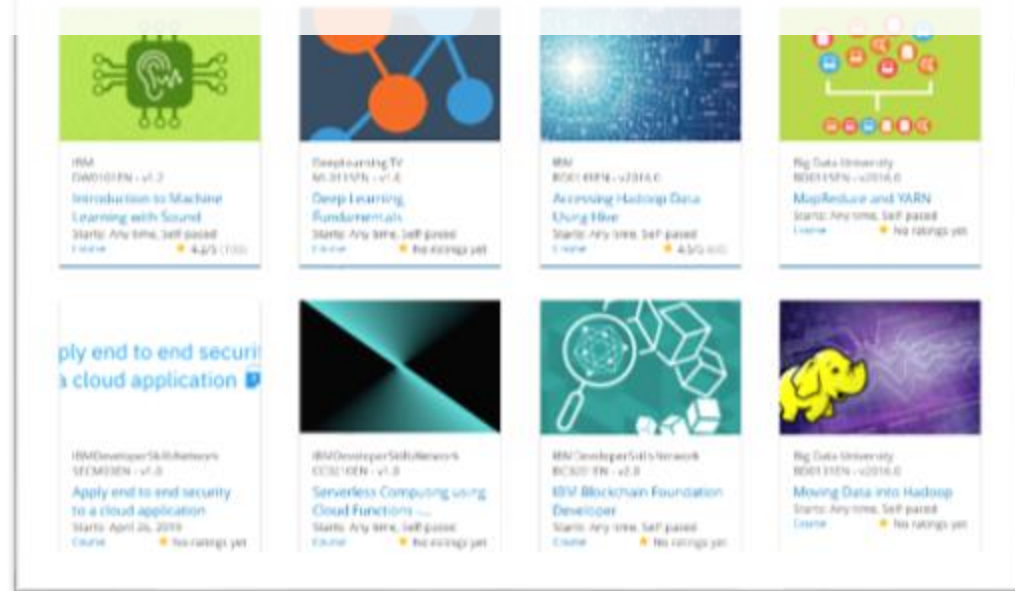 IBM
Introduction to Machine
Learning with Sound
Starts: Any time, Self-paced
Course
4.2/5
DeepLearning.TV
Deep Learning
Fundamentals
Starts: Any time, Self-paced
Course
No ratings yet
IBM
Accessing Hadoop Data
Using Hive
Starts: Any time, Self-paced
Course
4.5/5
Big Data University
MapReduce and YARN
Starts: Any time, Self-paced
Course
No ratings yet
ply end to end securit
a cloud application
IBMDeveloperSkillsNetwork
Apply end to end security
to a cloud application
Starts: April 26, 2019
Course
No ratings yet
IBMDeveloperSkillsNetwork
Serverless Computing using
Cloud Functions - ...
Starts: Any time, Self-paced
Course
No ratings yet
IBMDeveloperSkillsNetwork
IBM Blockchain Foundation
Developer
Starts: Any time, Self-paced
Course
No ratings yet
Big Data University
Moving Data into Hadoop
Starts: Any time, Self-paced
Course
No ratings yet